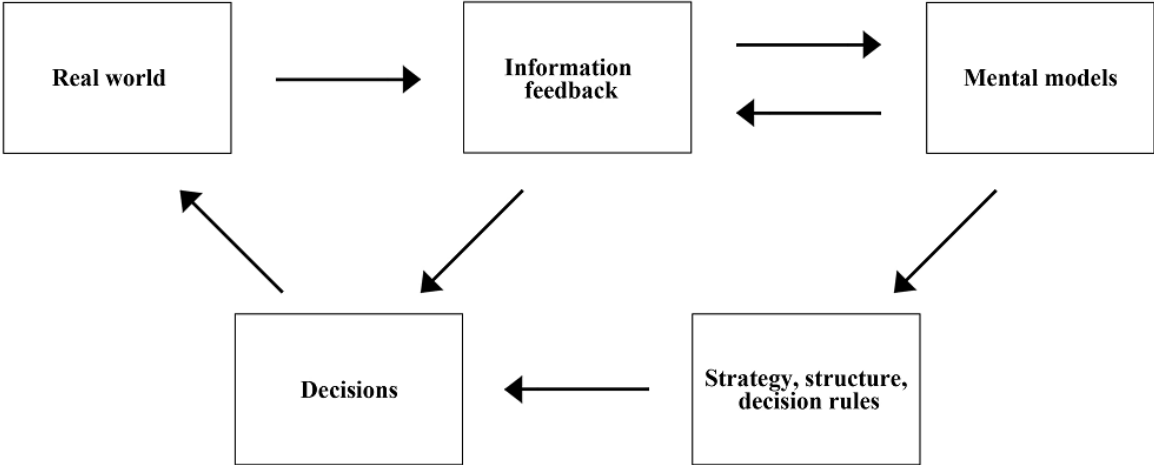 Real world
Information
feedback
Mental models
Decisions
Strategy, structure,
decision rules